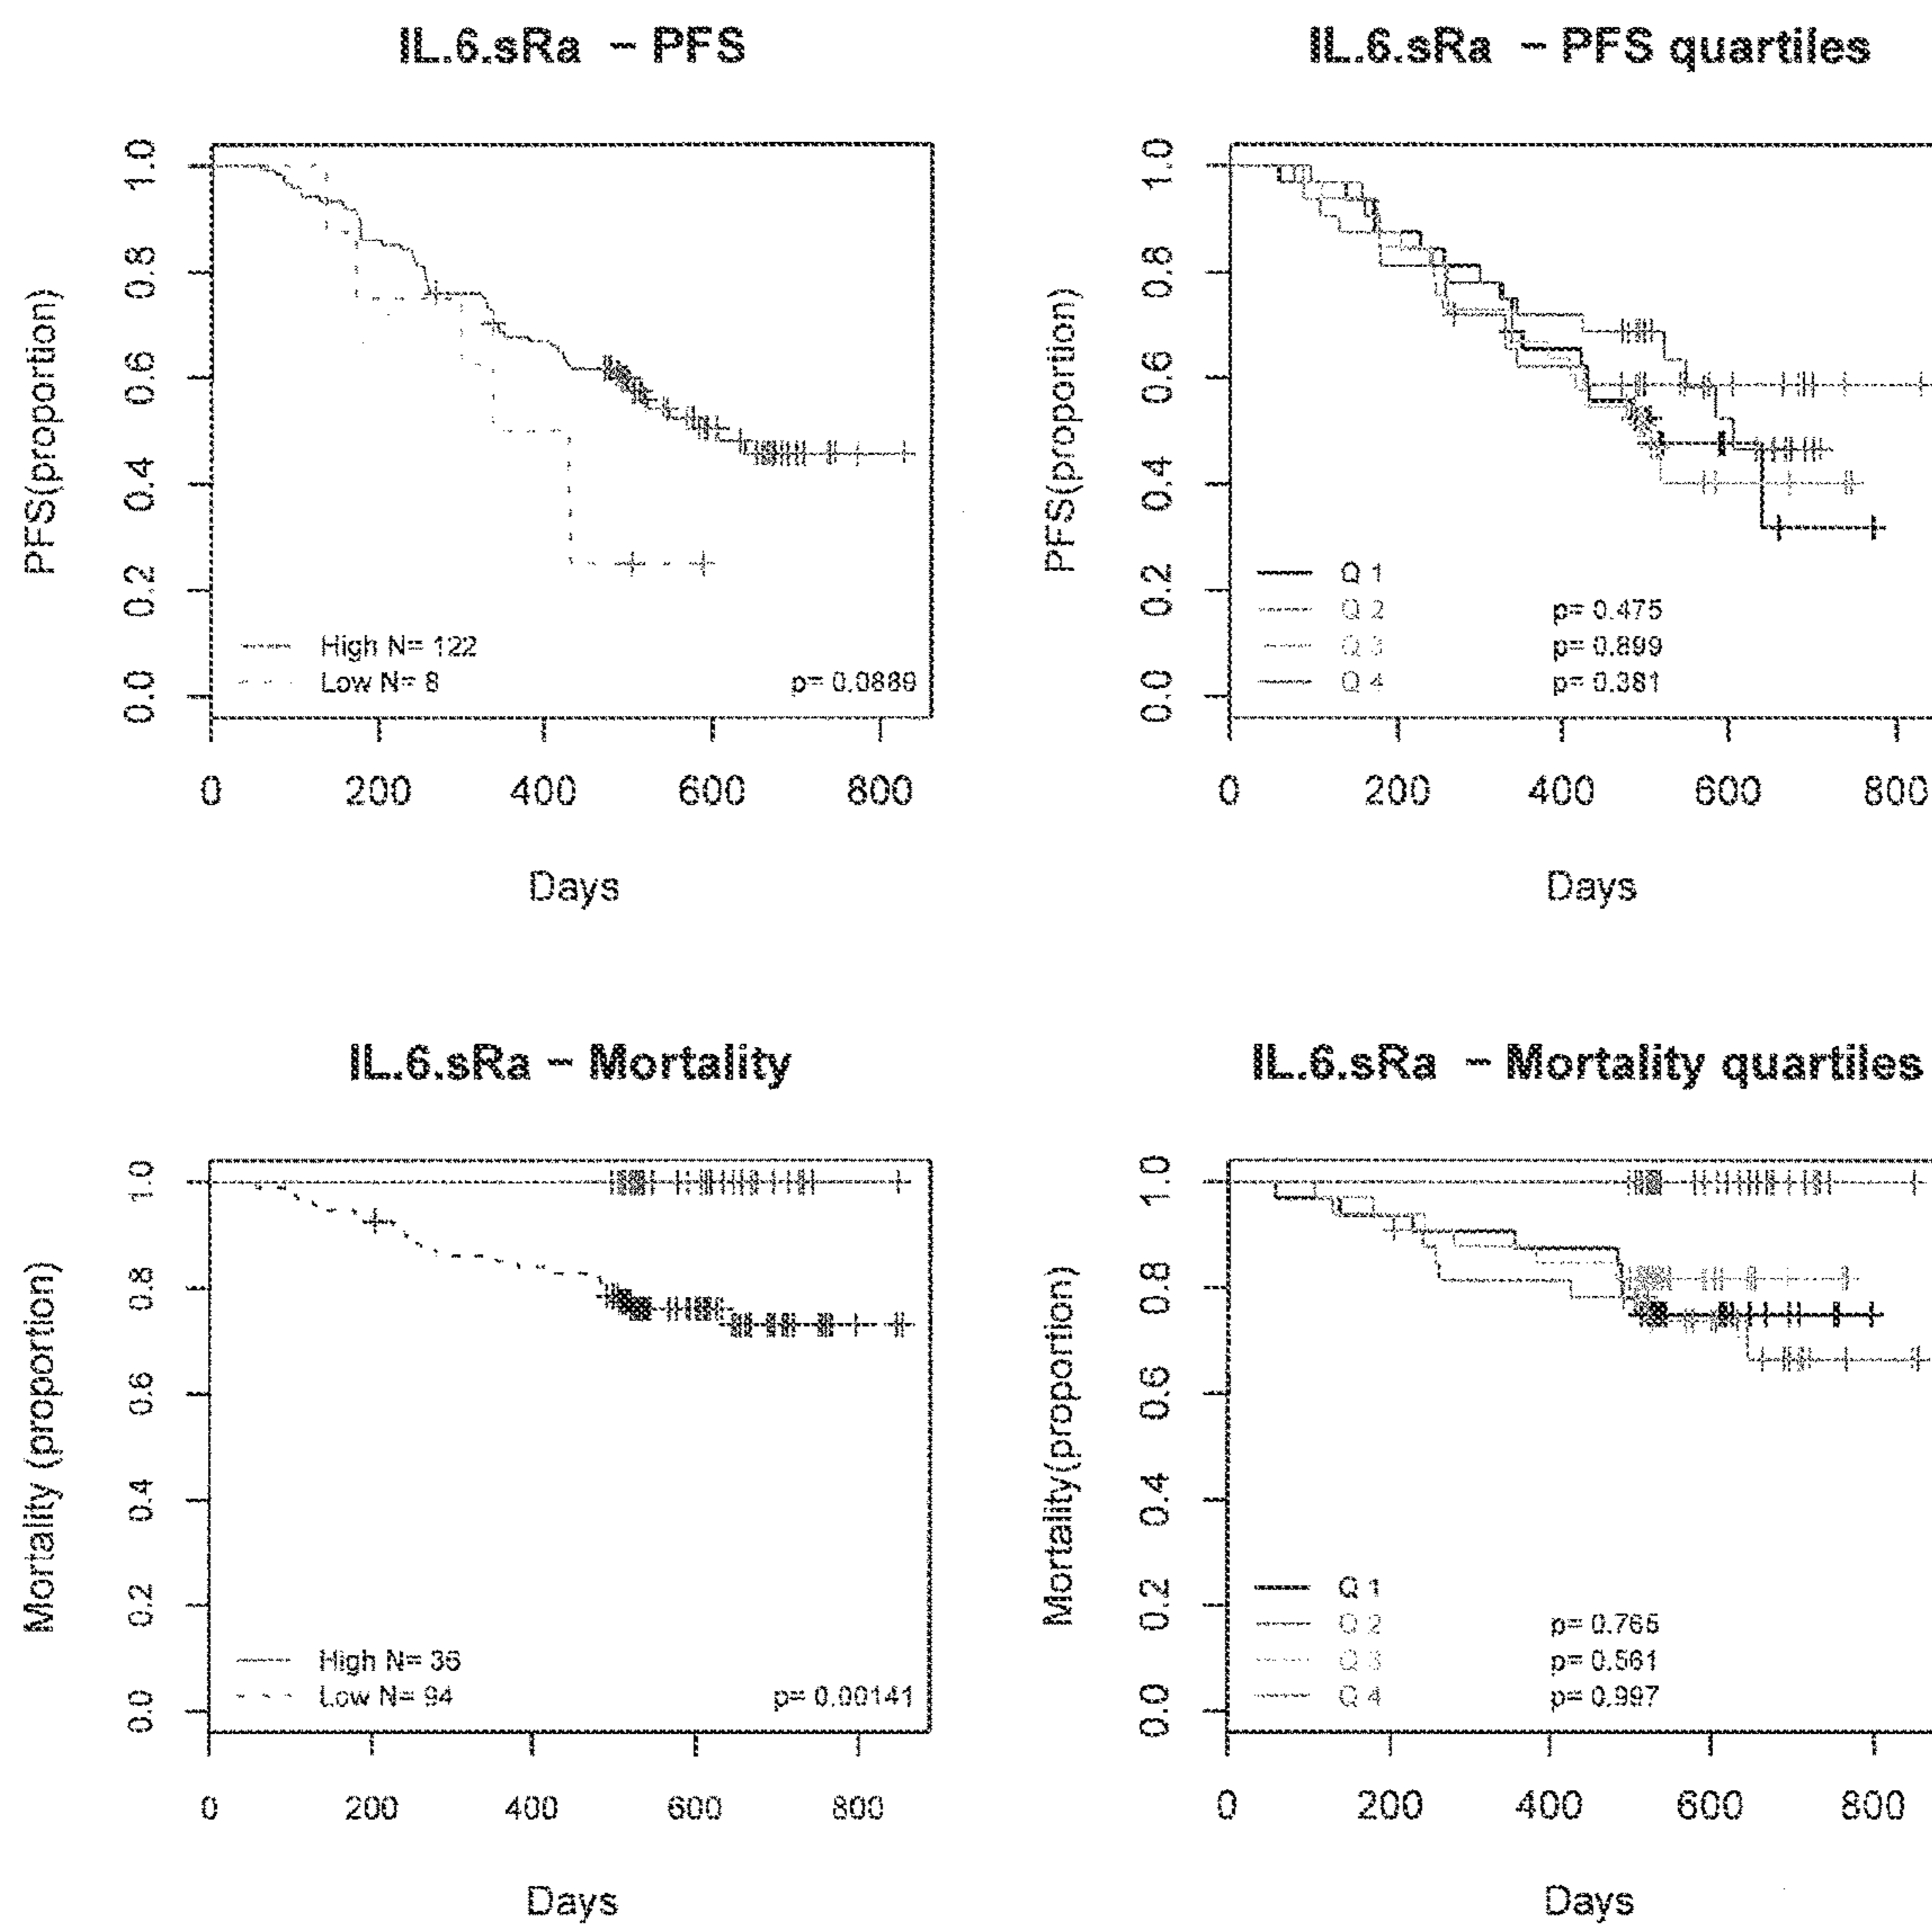 IL.6.sRa – PFS
PFS(proportion)
1.0
0.8
0.6
0.4
0.2
0.0
High N= 122
Low N= 8
p= 0.0889
0 200 400 600 800
Days
IL.6.sRa – PFS quartiles
PFS(proportion)
1.0
0.8
0.6
0.4
0.2
0.0
Q 1
Q 2 p= 0.475
Q 3 p= 0.899
Q 4 p= 0.381
0 200 400 600 800
Days
IL.6.sRa – Mortality
Mortality (proportion)
1.0
0.8
0.6
0.4
0.2
0.0
High N= 36
Low N= 94
p= 0.00141
0 200 400 600 800
Days
IL.6.sRa – Mortality quartiles
Mortality(proportion)
1.0
0.8
0.6
0.4
0.2
0.0
Q 1
Q 2 p= 0.765
Q 3 p= 0.561
Q 4 p= 0.997
0 200 400 600 800
Days